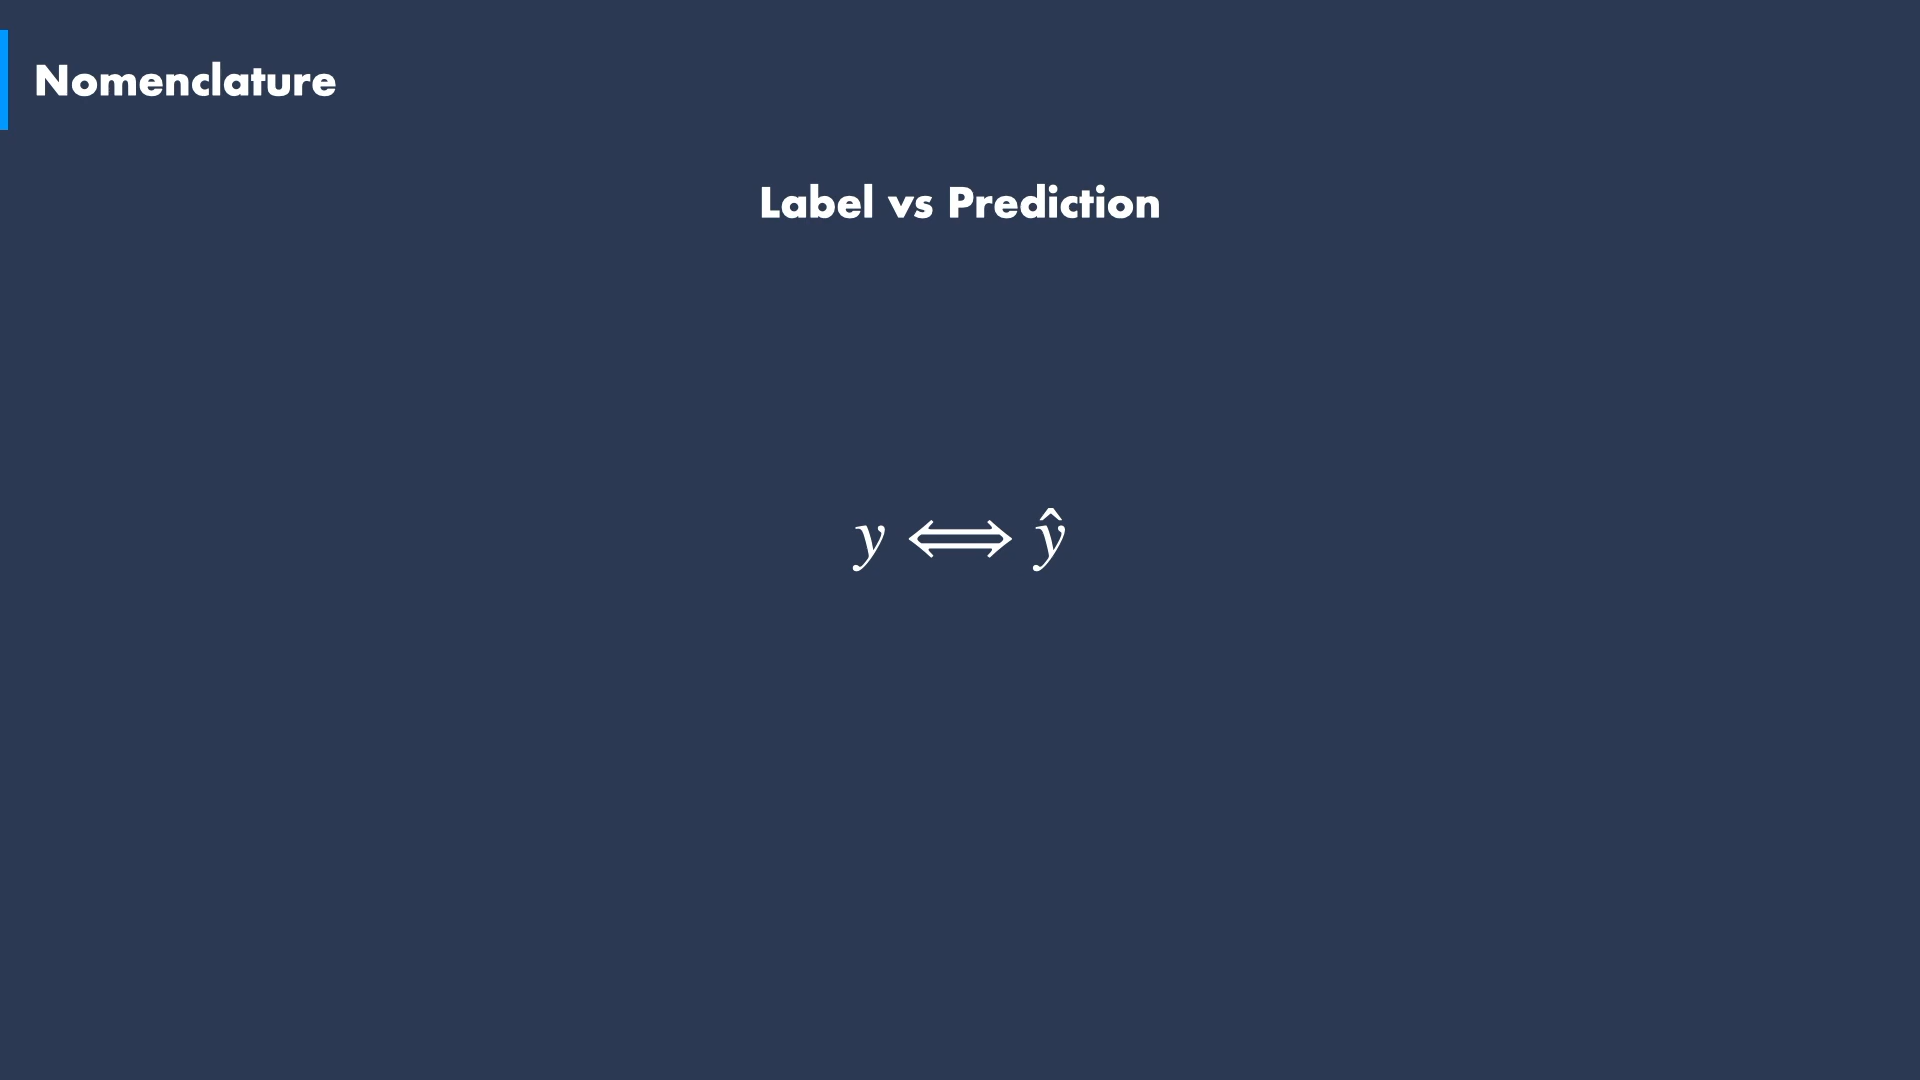 Nomenclature
Label vs Prediction
y ⟺ ŷ